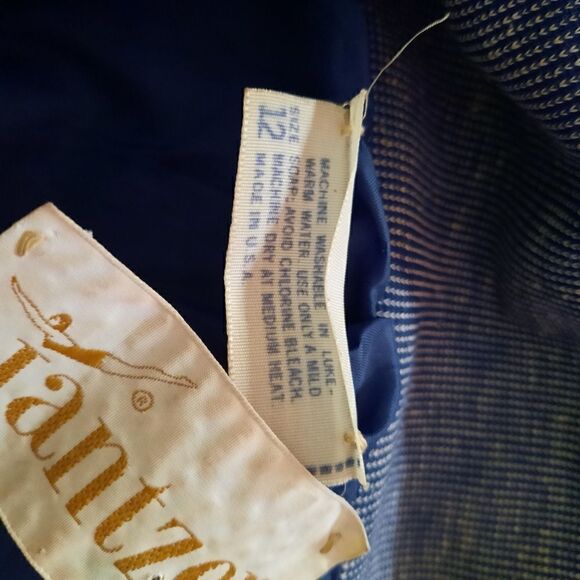 SIZE
12
MACHINE WASHABLE IN LUKE-
WARM WATER USE ONLY A MILD
SOAP-AVOID CHLORINE BLEACH
MACHINE DRY AT MEDIUM HEAT.
MADE IN U.S.A.
®